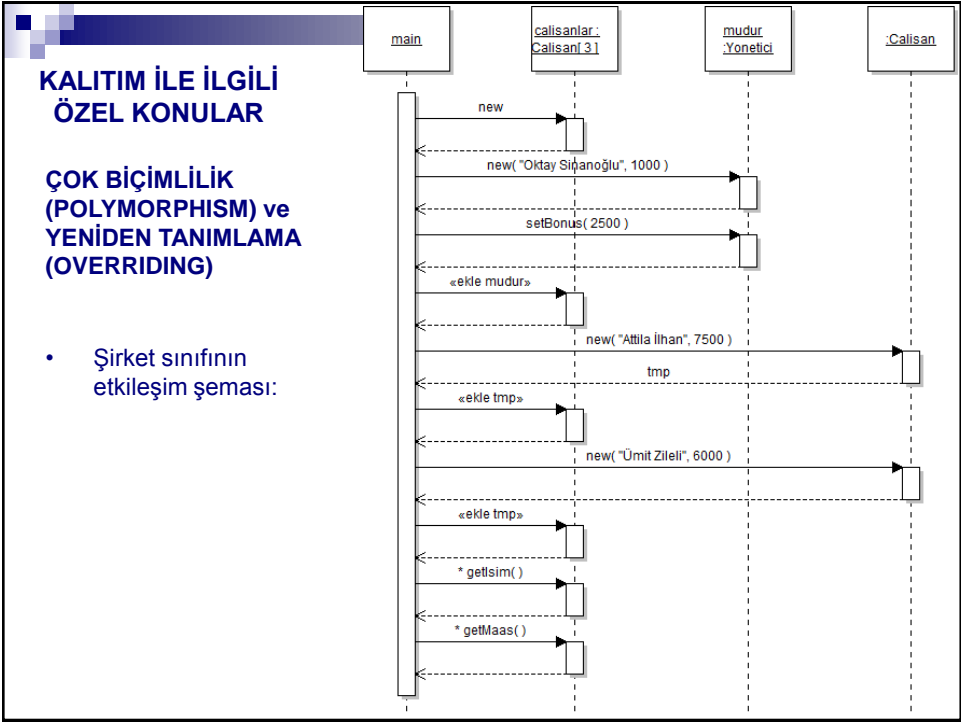 KALITIM İLE İLGİLİ
ÖZEL KONULAR
ÇOK BİÇİMLİLİK
(POLYMORPHISM) ve
YENİDEN TANIMLAMA
(OVERRIDING)
• Şirket sınıfının
etkileşim şeması:
main
calisanlar :
Calisan[ 3 ]
mudur
:Yonetici
:Calisan
new
new( "Oktay Sinanoğlu", 1000 )
setBonus( 2500 )
«ekle mudur»
new( "Attila İlhan", 7500 )
tmp
«ekle tmp»
new( "Ümit Zileli", 6000 )
«ekle tmp»
* getIsim( )
* getMaas( )